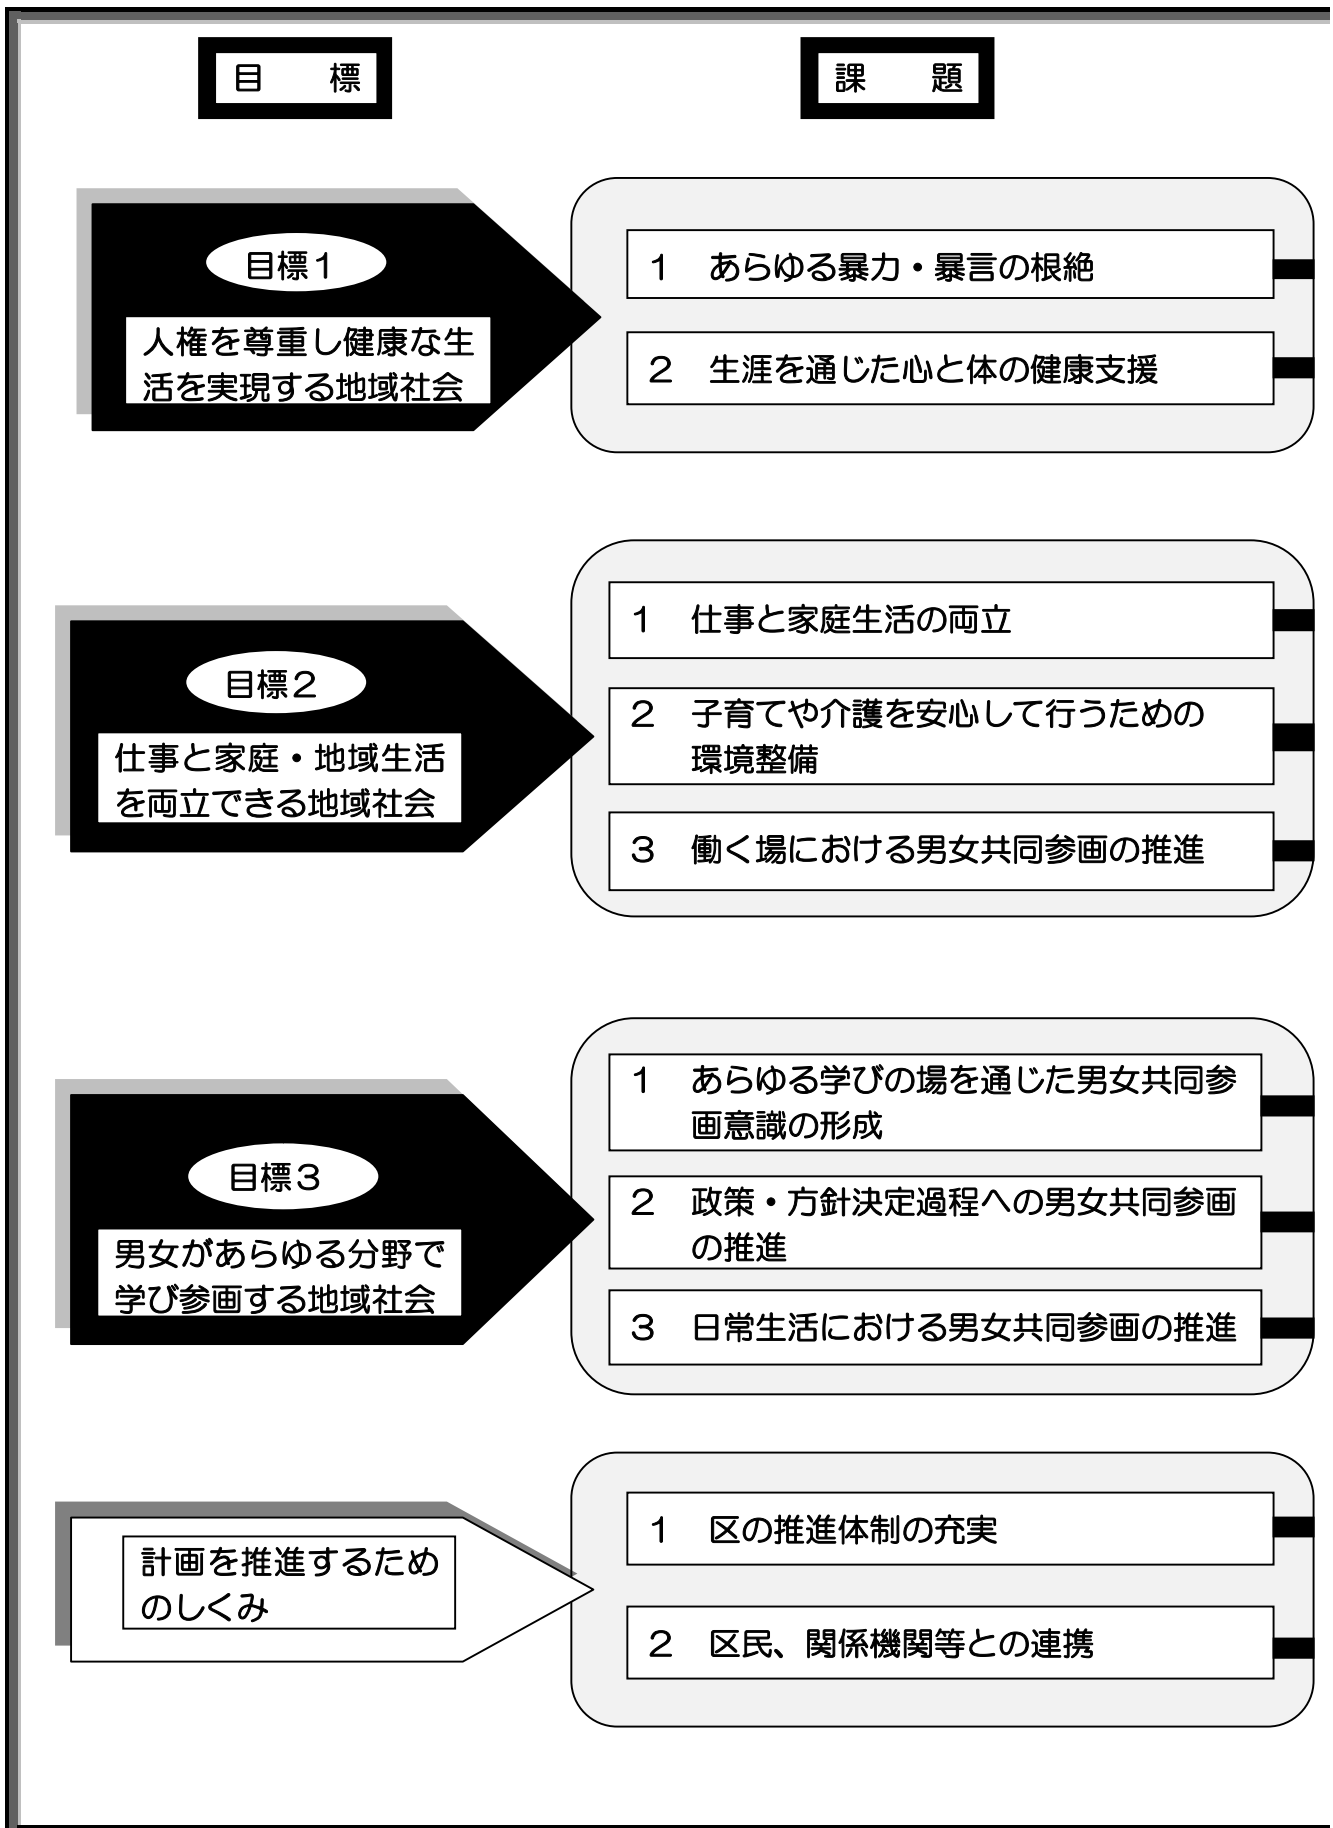 目　標
課　題
目標１
人権を尊重し健康な生
活を実現する地域社会
１　あらゆる暴力・暴言の根絶
２　生涯を通じた心と体の健康支援
目標２
仕事と家庭・地域生活
を両立できる地域社会
１　仕事と家庭生活の両立
２　子育てや介護を安心して行うための
環境整備
３　働く場における男女共同参画の推進
目標３
男女があらゆる分野で
学び参画する地域社会
１　あらゆる学びの場を通じた男女共同参
画意識の形成
２　政策・方針決定過程への男女共同参画
の推進
３　日常生活における男女共同参画の推進
計画を推進するため
のしくみ
１　区の推進体制の充実
２　区民、関係機関等との連携